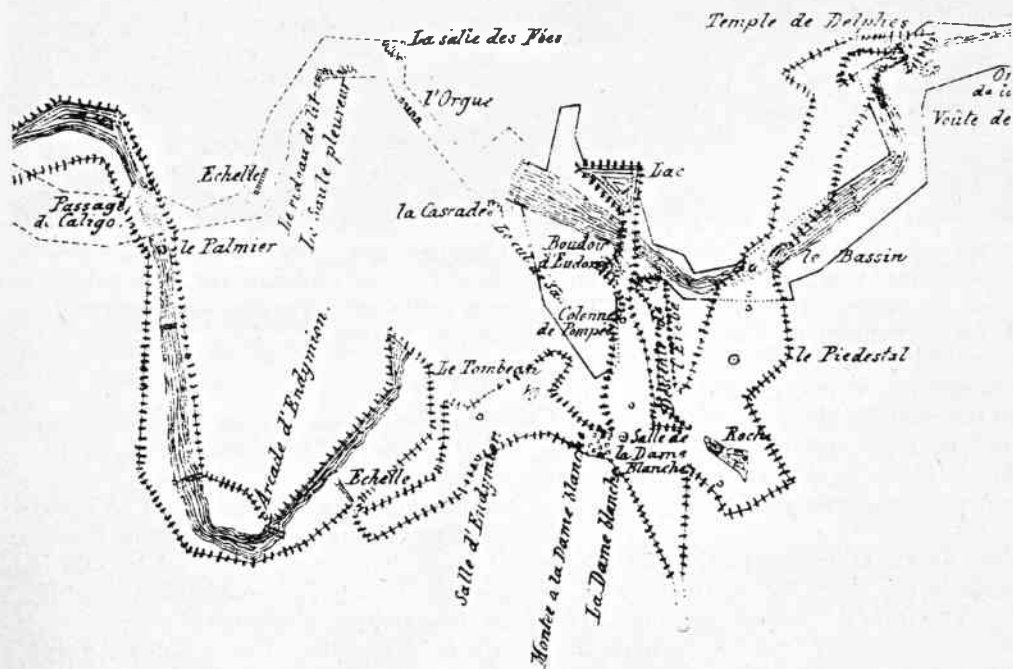 Temple de Delphes
La salle des Fées
l'Orgue
Voûte de
Lac
Echelle
Le rideau de lit
Le Saule pleureur
Passage
d. Caligo.
le Palmier
la Cascade
Boudoir
d'Eudon
le Bassin
Colonne
de Pompée
le Piedestal
Arcade d'Endymion.
Le Tombeau
Salle de
la Dame
Blanche
Roche
Echelle
Salle d'Endymion
Montée a la Dame blanche
La Dame blanche